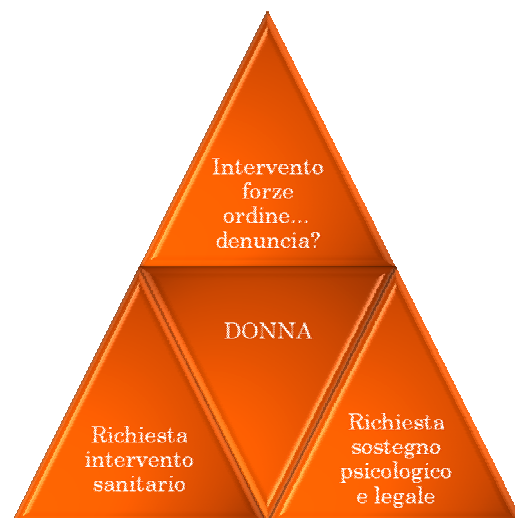 Intervento
forze
ordine...
denuncia?
DONNA
Richiesta
intervento
sanitario
Richiesta
sostegno
psicologico
e legale